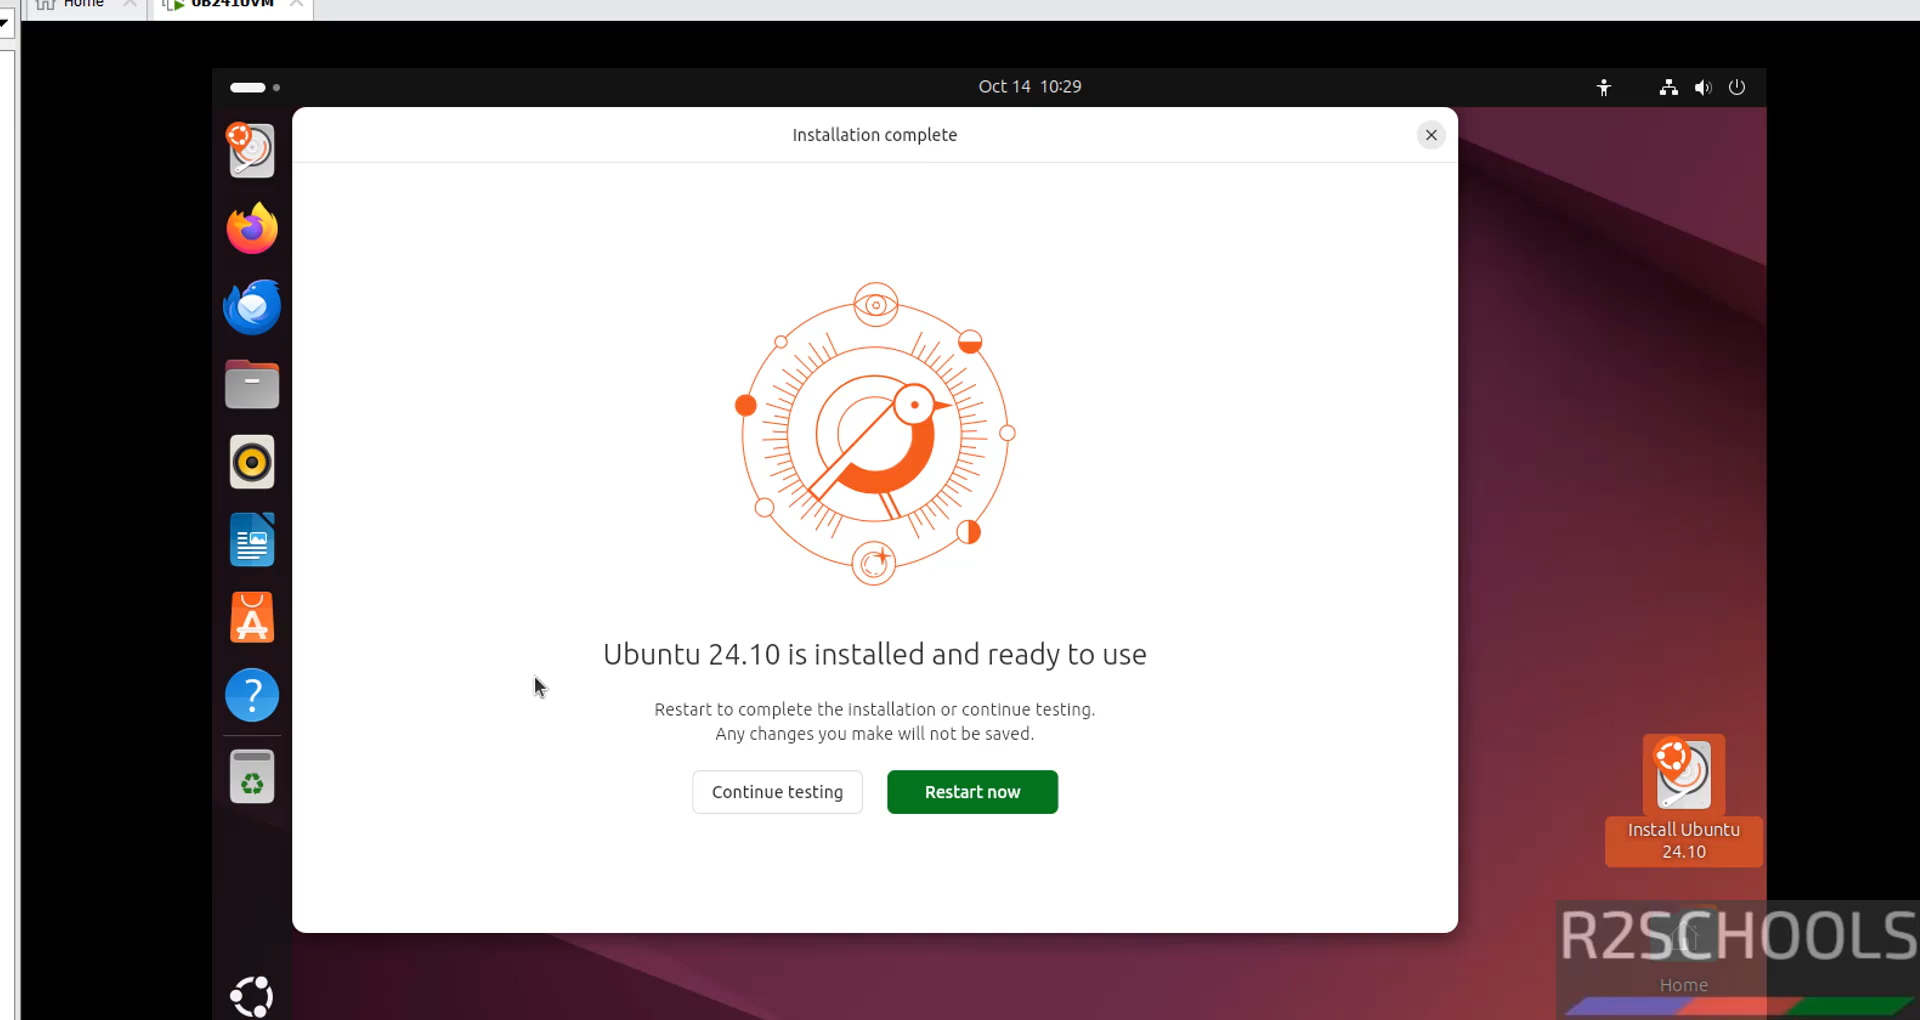 Home
UB2410VM
Oct 14 10:29
Installation complete
Ubuntu 24.10 is installed and ready to use
Restart to complete the installation or continue testing.
Any changes you make will not be saved.
Continue testing
Restart now
Install Ubuntu
24.10
R2SCHOOLS
Home